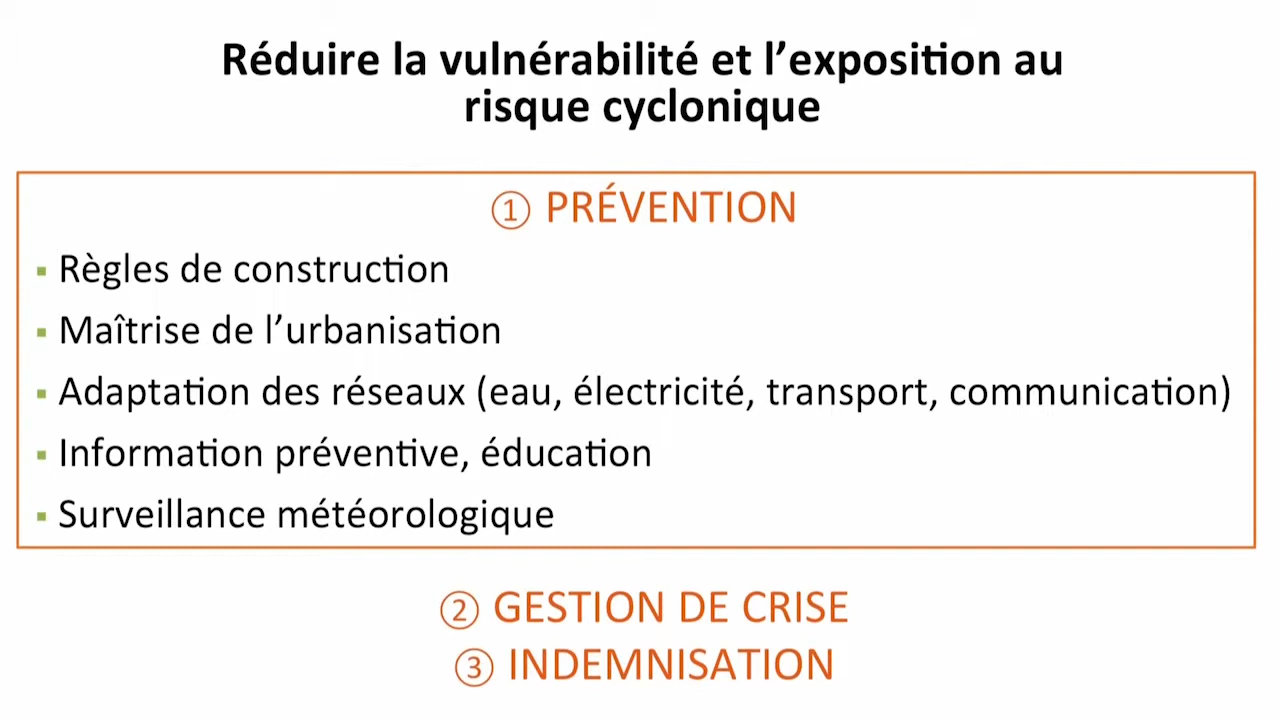 Réduire la vulnérabilité et l’exposition au
risque cyclonique
① PRÉVENTION
▪ Règles de construction
▪ Maîtrise de l’urbanisation
▪ Adaptation des réseaux (eau, électricité, transport, communication)
▪ Information préventive, éducation
▪ Surveillance météorologique
② GESTION DE CRISE
③ INDEMNISATION